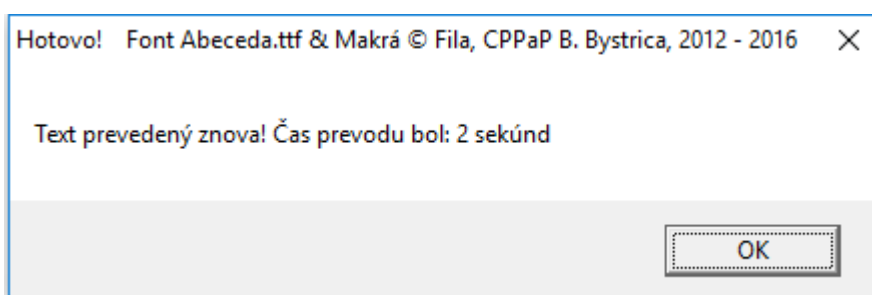 Hotovo! Font Abeceda.ttf & Makrá © Fila, CPPaP B. Bystrica, 2012 - 2016
Text prevedený znova! Čas prevodu bol: 2 sekúnd
OK